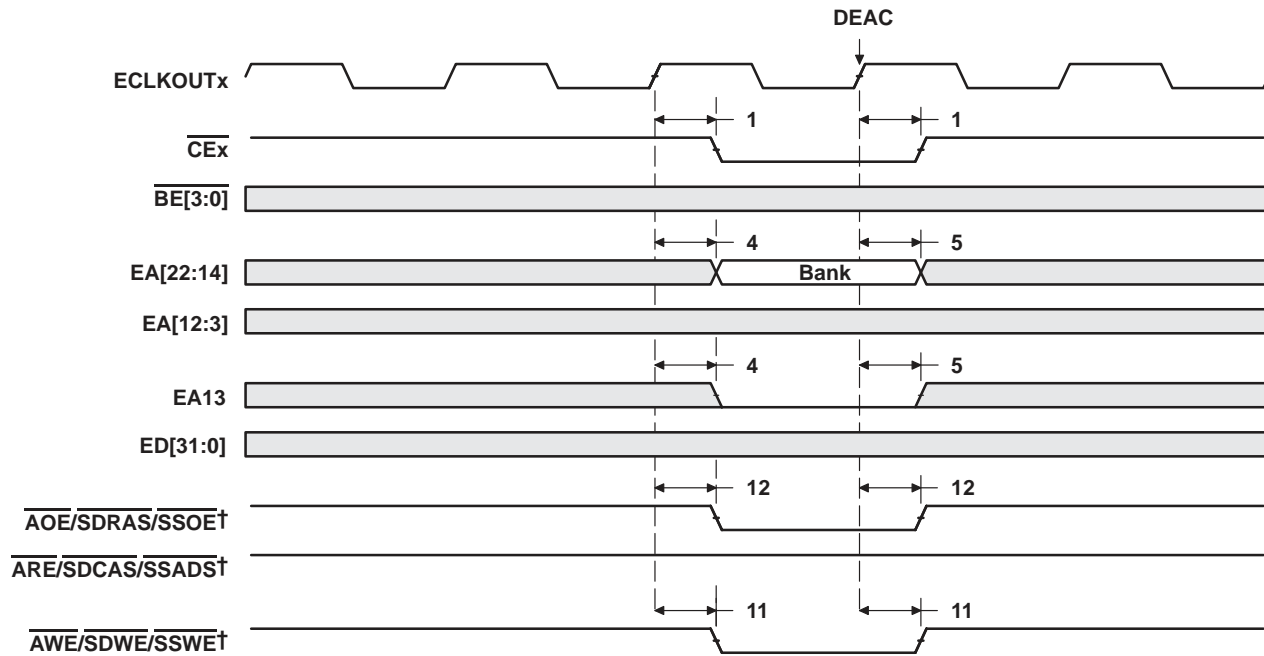 DEAC
ECLKOUTx
1 1
CEx
BE[3:0]
4 5
EA[22:14] Bank
EA[12:3]
4 5
EA13
ED[31:0]
12 12
AOE/SDRAS/SSOE†
ARE/SDCAS/SSADS†
11 11
AWE/SDWE/SSWE†